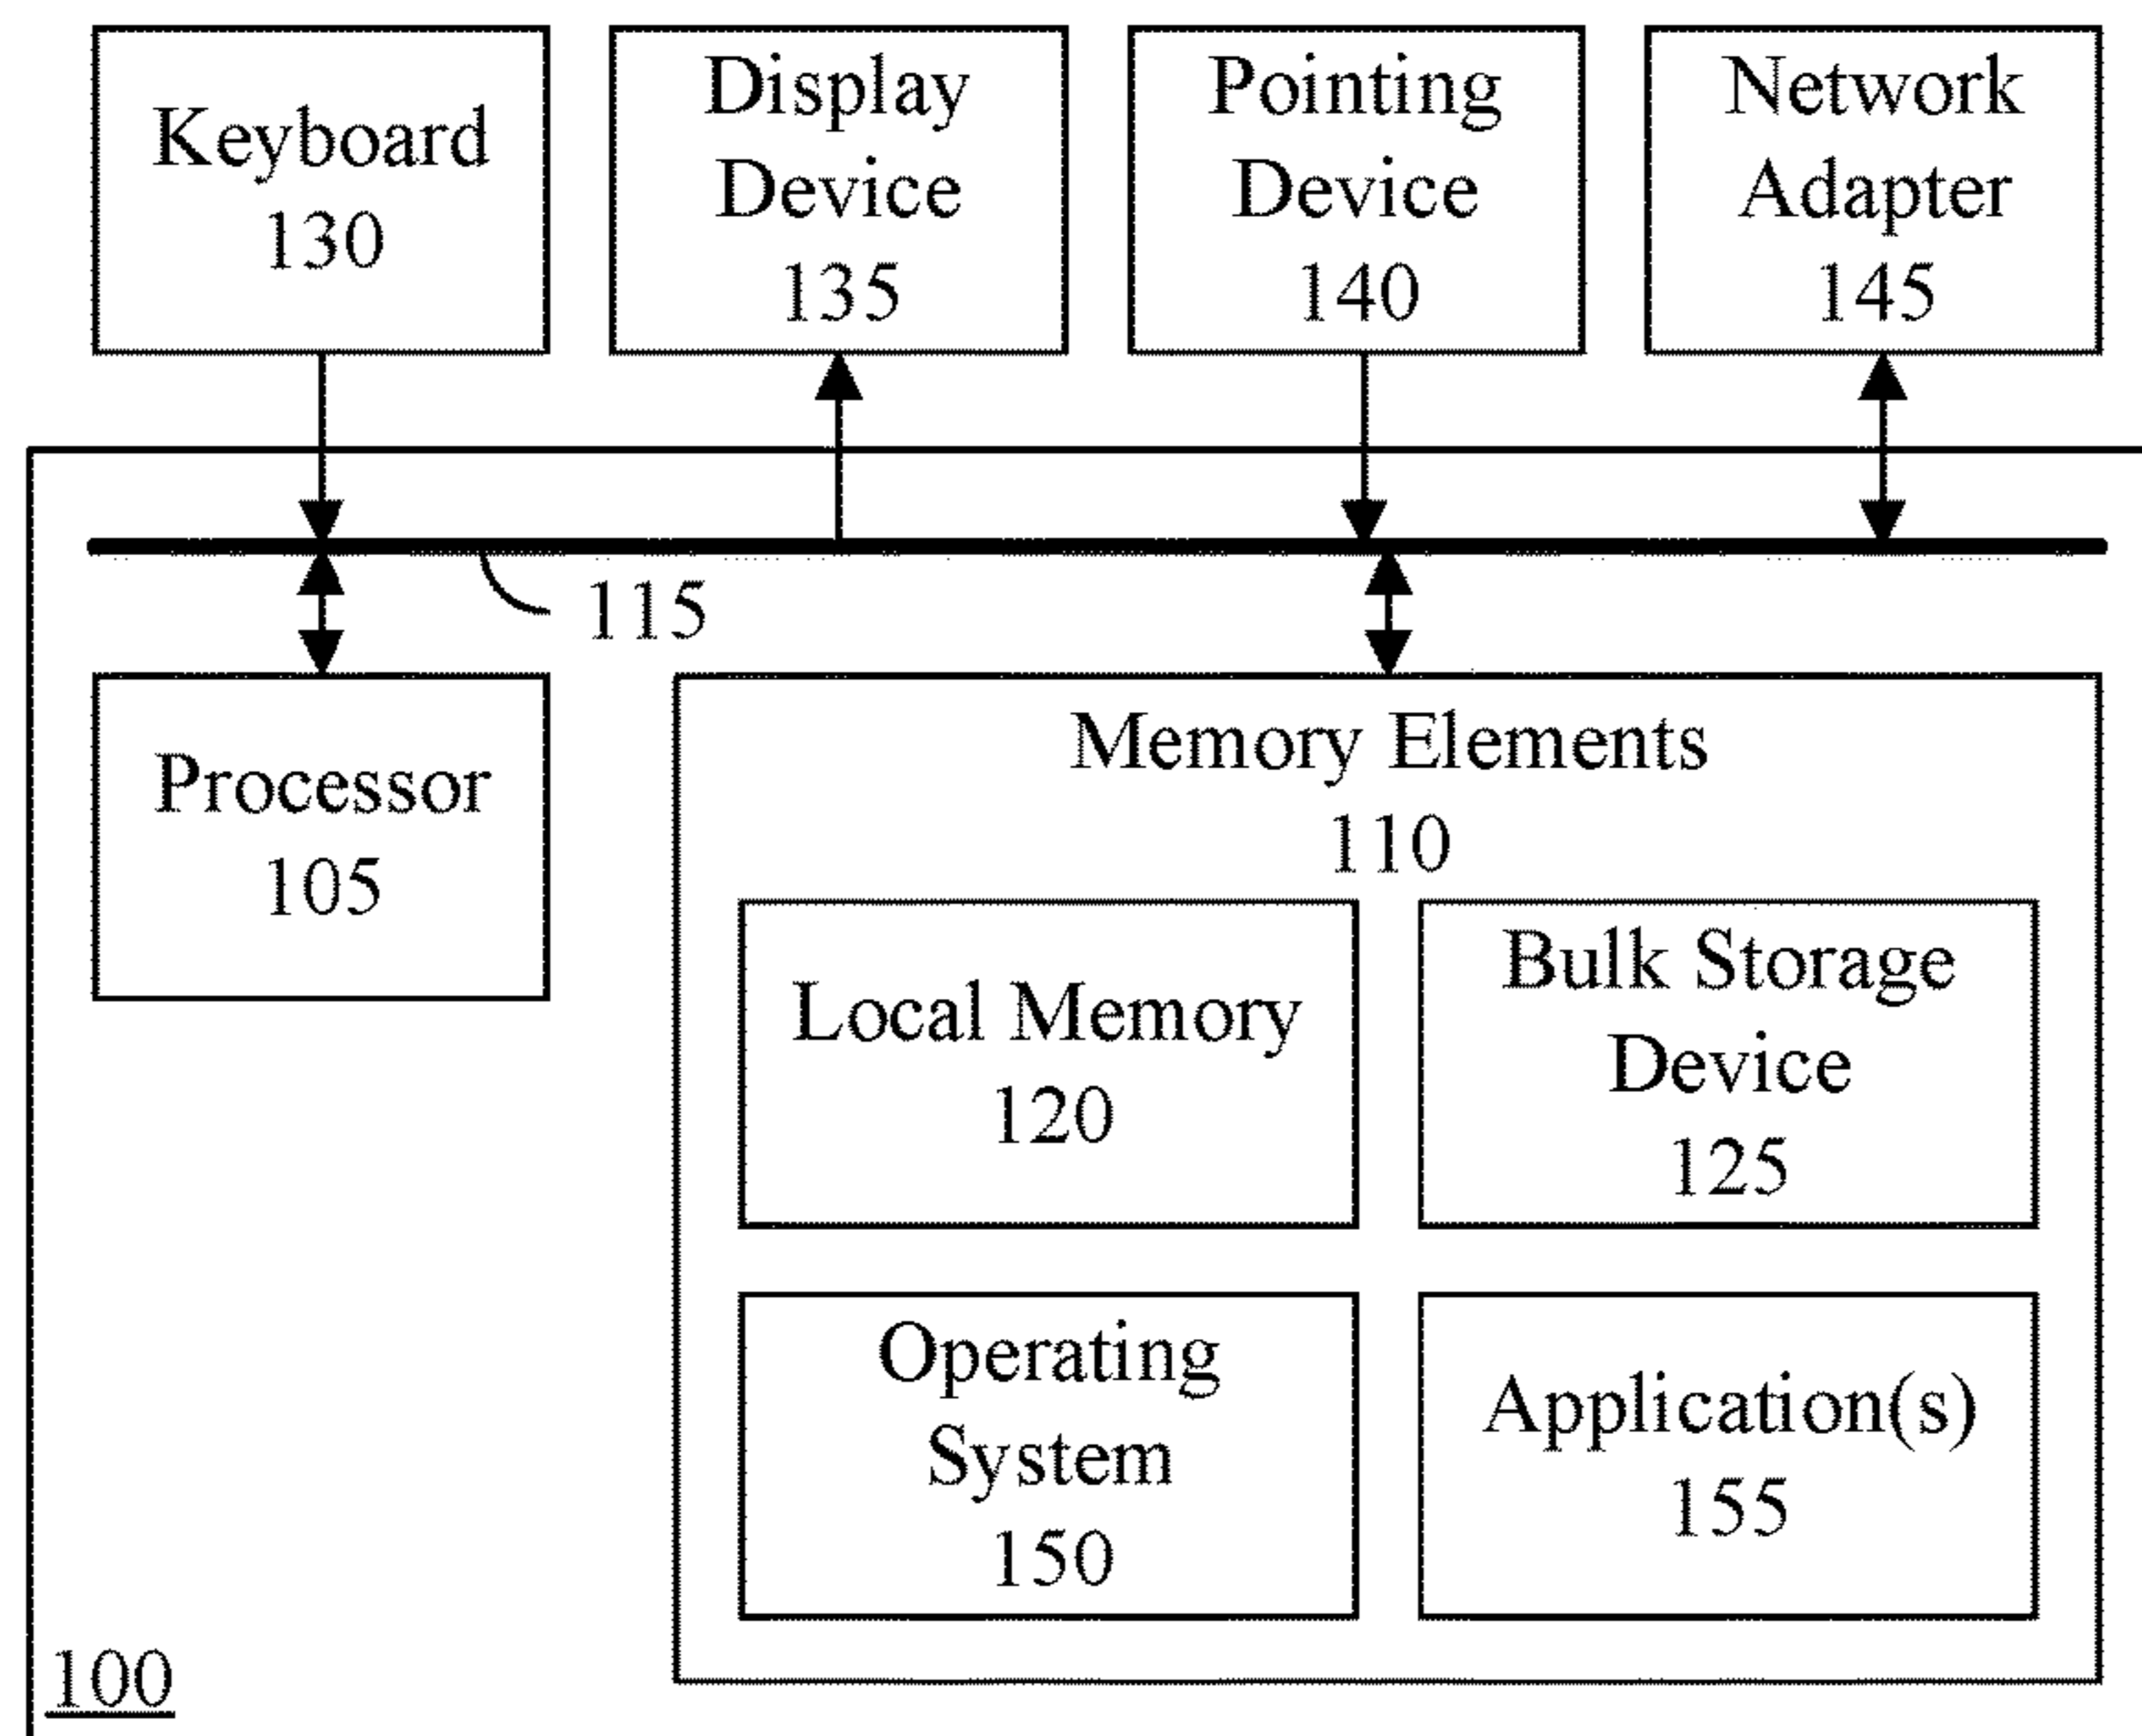 Keyboard
130
Display
Device
135
Pointing
Device
140
Network
Adapter
145
115
Processor
105
Memory Elements
110
Local Memory
120
Bulk Storage
Device
125
Operating
System
150
Application(s)
155
100